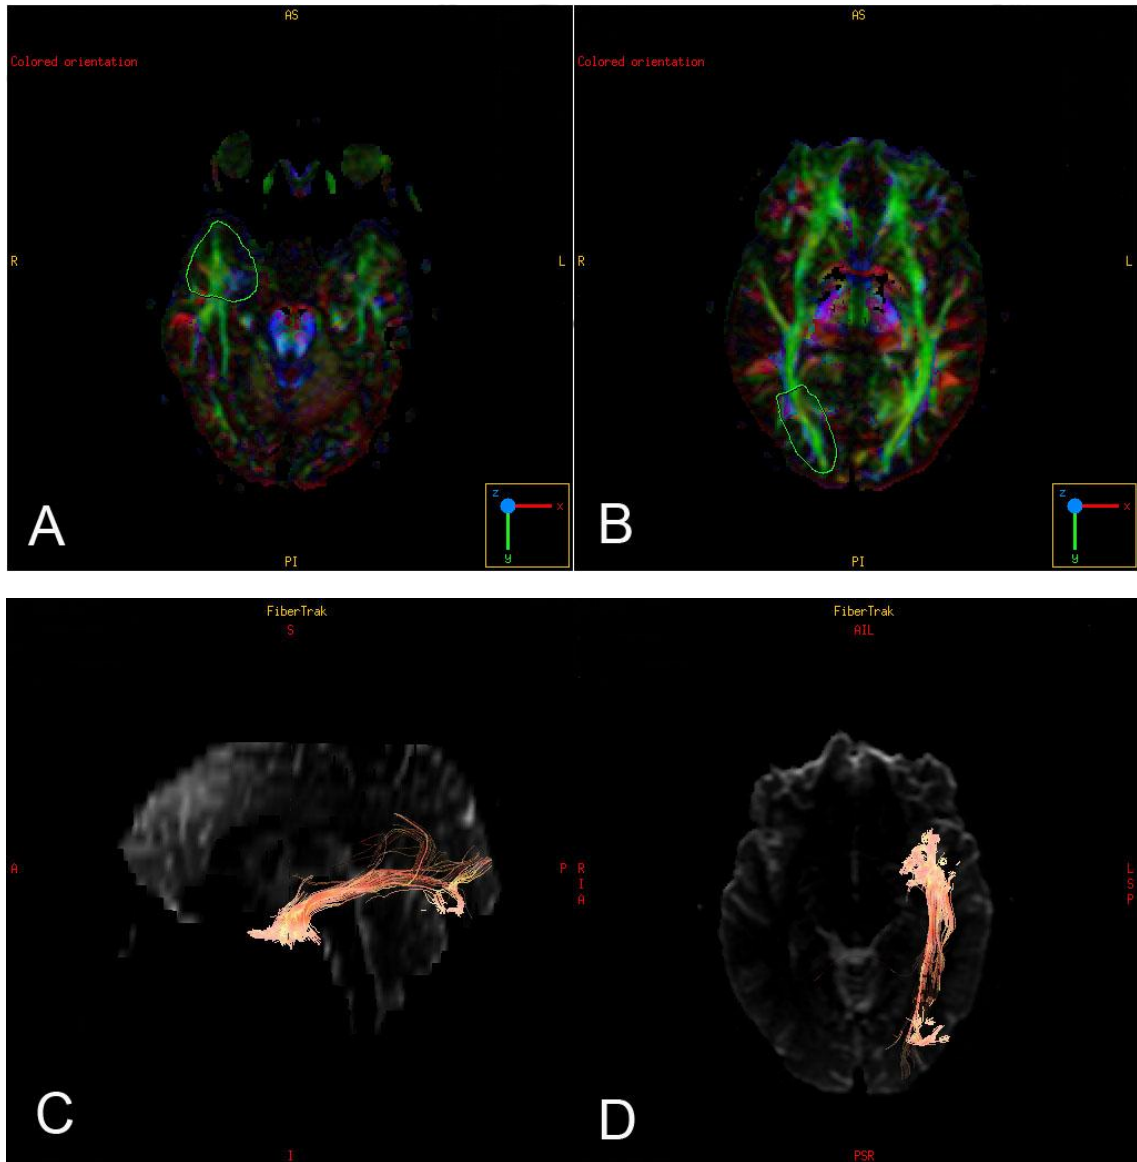 AS
Colored orientation
R
L
z
x
y
PI
A
AS
Colored orientation
R
L
z
x
y
PI
B
FiberTrak
S
A
P
I
C
FiberTrak
AIL
R
I
A
L
S
P
PSR
D